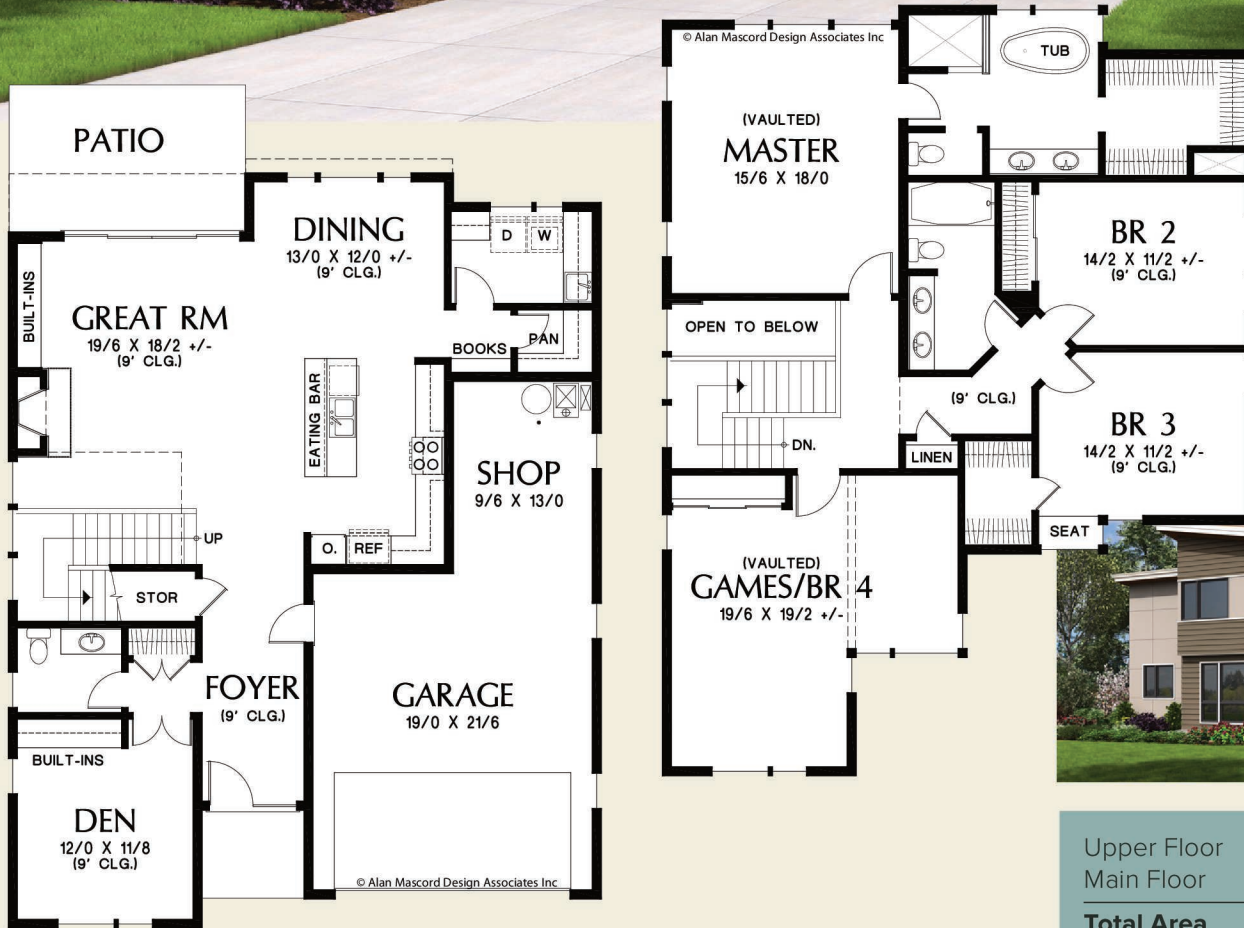 PATIO
DINING
13/0 X 12/0 +/-
(9' CLG.)
D
W
BUILT-INS
GREAT RM
19/6 X 18/2 +/-
(9' CLG.)
BOOKS
PAN
EATING BAR
SHOP
9/6 X 13/0
UP
O.
REF
STOR
FOYER
(9' CLG.)
GARAGE
19/0 X 21/6
BUILT-INS
DEN
12/0 X 11/8
(9' CLG.)
© Alan Mascord Design Associates Inc
© Alan Mascord Design Associates Inc
TUB
(VAULTED)
MASTER
15/6 X 18/0
BR 2
14/2 X 11/2 +/-
(9' CLG.)
OPEN TO BELOW
(9' CLG.)
BR 3
14/2 X 11/2 +/-
(9' CLG.)
DN.
LINEN
SEAT
(VAULTED)
GAMES/BR 4
19/6 X 19/2 +/-
Upper Floor
Main Floor
Total Area